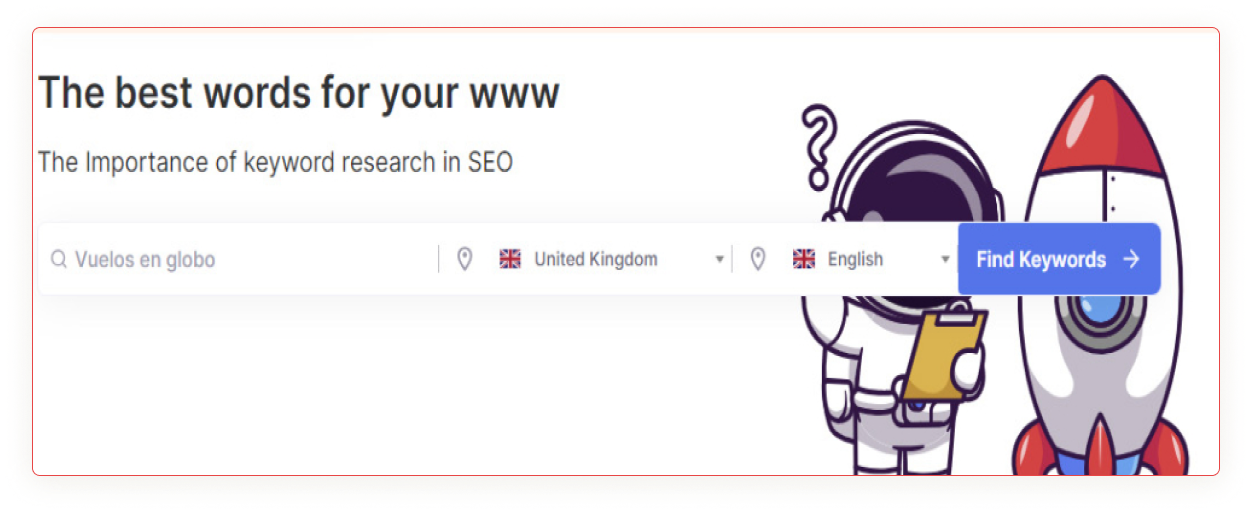 The best words for your www
The Importance of keyword research in SEO
Vuelos en globo United Kingdom English Find Keywords →